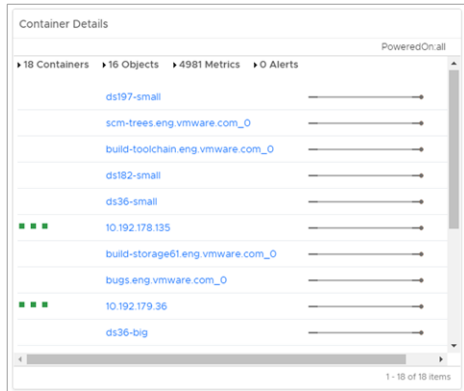 Container Details
PoweredOn:all
18 Containers 16 Objects 4981 Metrics 0 Alerts
ds197-small
scm-trees.eng.vmware.com_0
build-toolchain.eng.vmware.com_0
ds182-small
ds36-small
10.192.178.135
build-storage61.eng.vmware.com_0
bugs.eng.vmware.com_0
10.192.179.36
ds36-big
1 - 18 of 18 items